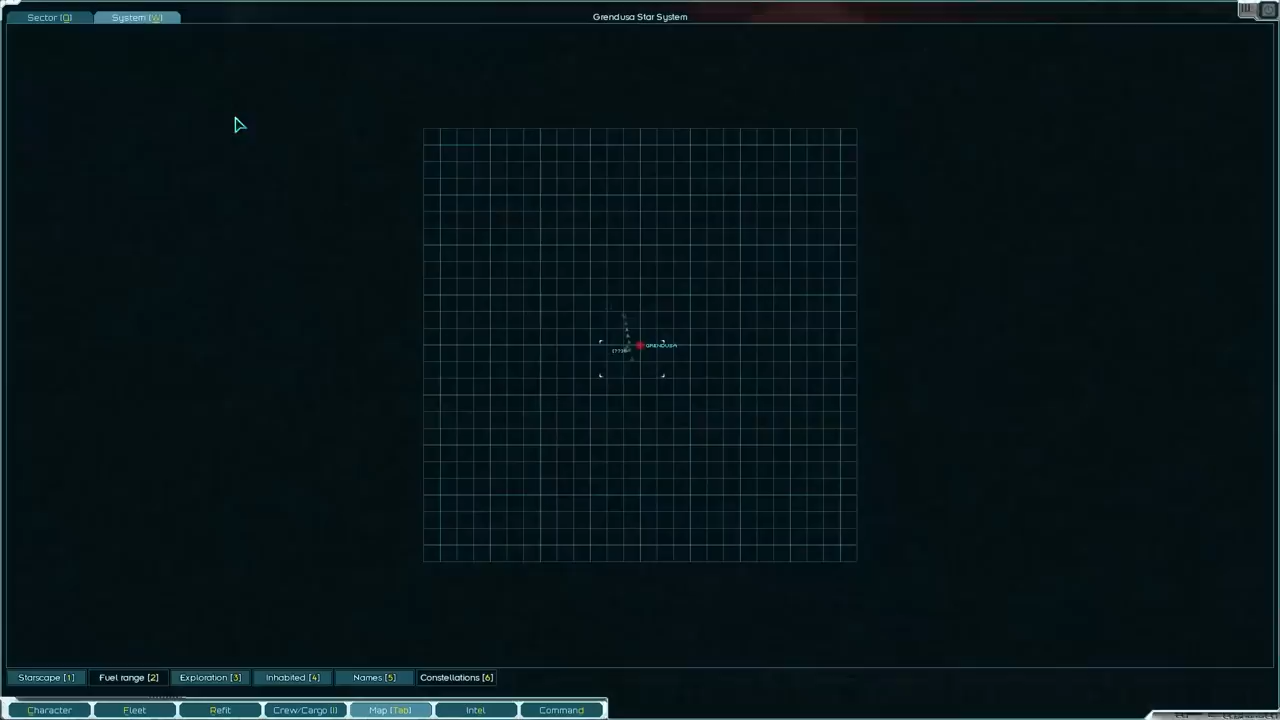 Sector [Q]
System [W]
Grendusa Star System
GRENDUSA
Starscape [1]
Fuel range [2]
Exploration [3]
Inhabited [4]
Names [5]
Constellations [6]
Character
Fleet
Refit
Crew/Cargo [I]
Map [Tab]
Intel
Command